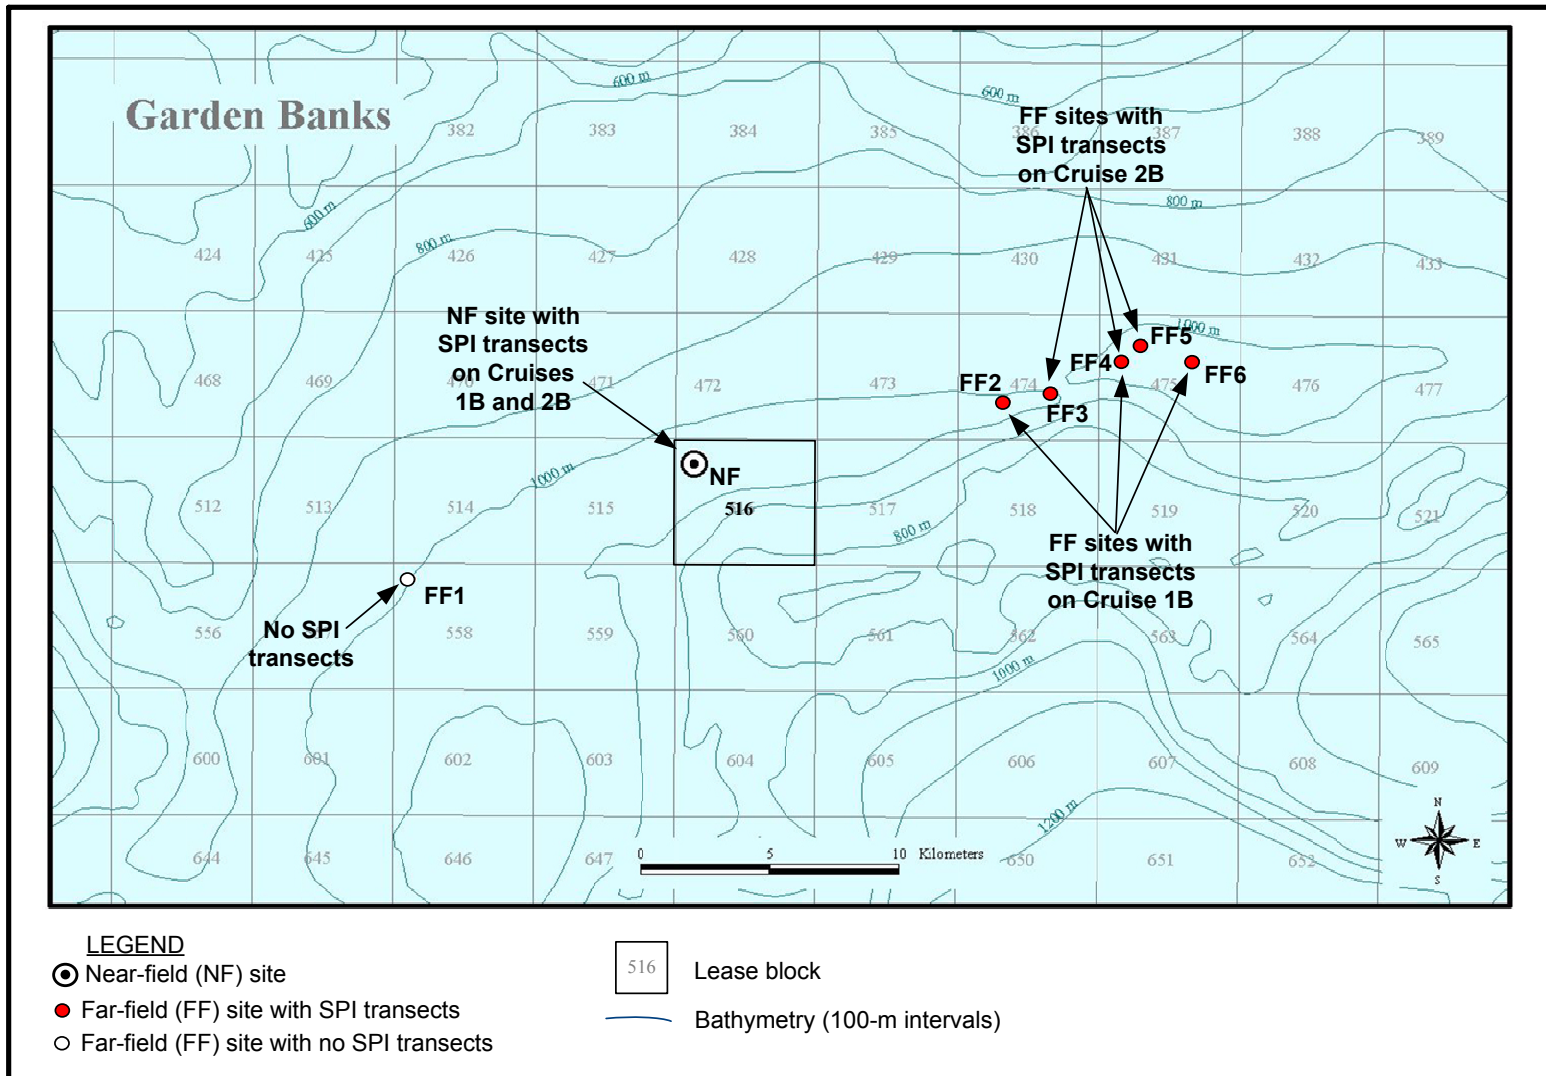 Garden Banks
600 m
600 m
382
383
384
385
386
387
388
389
FF sites with
SPI transects
on Cruise 2B
600 m
800 m
800 m
424
425
426
427
428
429
430
431
432
433
NF site with
SPI transects
on Cruises
1B and 2B
1000 m
FF5
FF4
FF6
FF2
FF3
468
469
470
471
472
473
474
475
476
477
1000 m
NF
512
513
514
515
516
517
518
519
520
521
800 m
FF sites with
SPI transects
on Cruise 1B
FF1
No SPI
transects
556
558
559
560
561
562
563
564
565
1000 m
600
601
602
603
604
605
606
607
608
609
1200 m
644
645
646
647
650
651
652
0 5 10 Kilometers
N
W E
S
LEGEND
Near-field (NF) site
Far-field (FF) site with SPI transects
Far-field (FF) site with no SPI transects
516 Lease block
Bathymetry (100-m intervals)